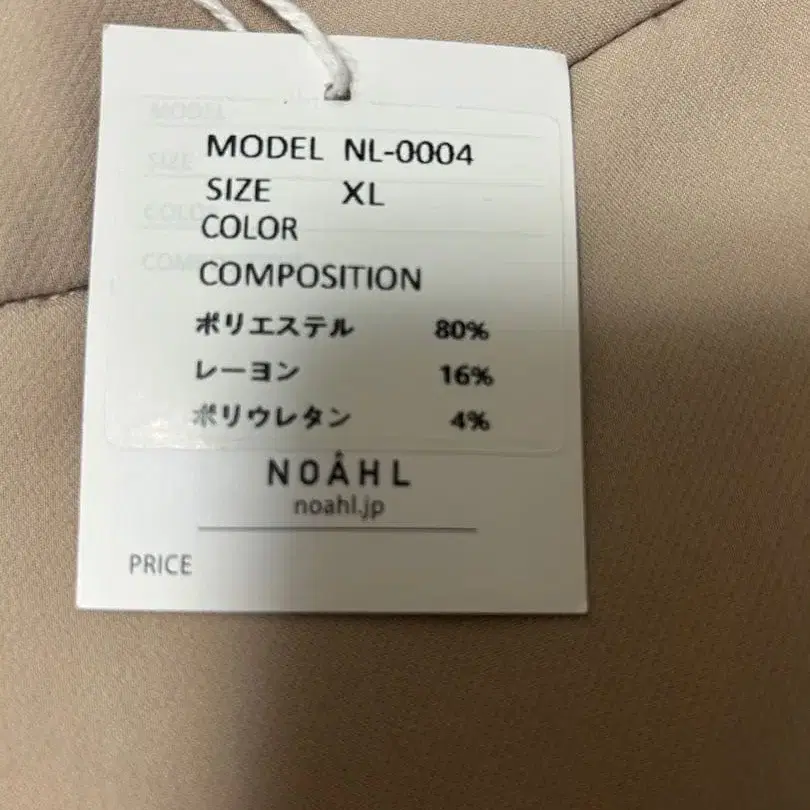 MODEL NL-0004
SIZE XL
COLOR
COMPOSITION
ポリエステル 80%
レーヨン 16%
ポリウレタン 4%
NOÂHL
noahl.jp
PRICE